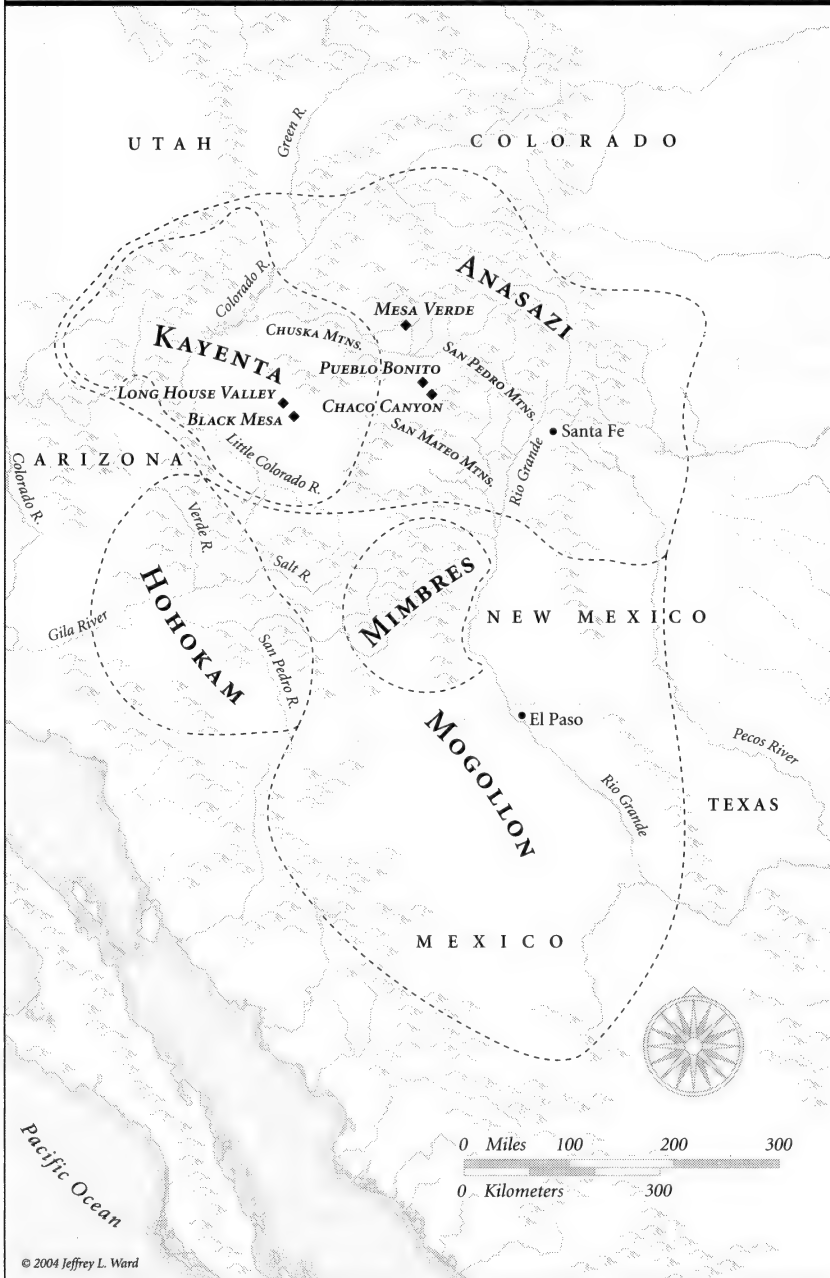 UTAH
COLORADO
Green R.
ANASAZI
Colorado R.
MESA VERDE
CHUSKA MTNS.
KAYENTA
SAN PEDRO MTNS.
PUEBLO BONITO
LONG HOUSE VALLEY
CHACO CANYON
BLACK MESA
SAN MATEO MTNS.
Santa Fe
Rio Grande
ARIZONA
Little Colorado R.
Colorado R.
Verde R.
Salt R.
MIMBRES
HOHOKAM
NEW MEXICO
Gila River
San Pedro R.
MOGOLLON
El Paso
Pecos River
Rio Grande
TEXAS
MEXICO
0 Miles 100 200 300
0 Kilometers 300
Pacific Ocean
© 2004 Jeffrey L. Ward